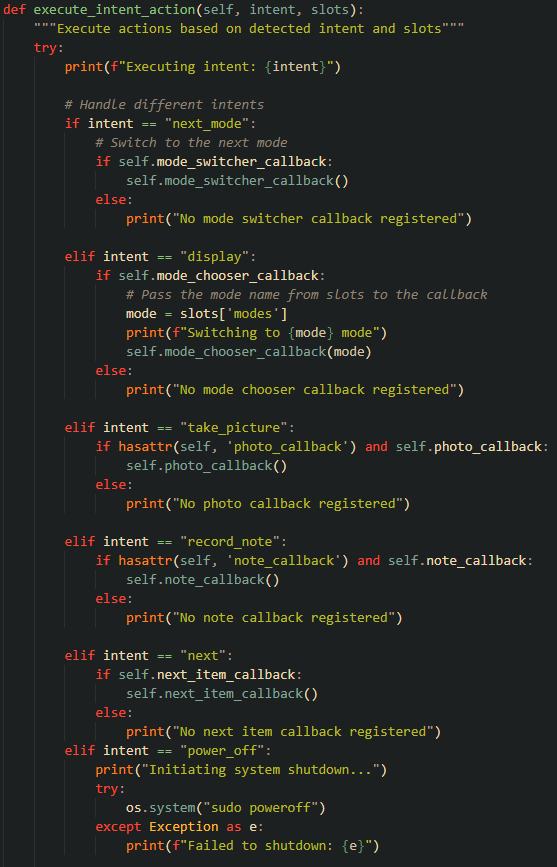 def execute_intent_action(self, intent, slots):
    """Execute actions based on detected intent and slots"""
    try:
        print(f"Executing intent: {intent}")

        # Handle different intents
        if intent == "next_mode":
            # Switch to the next mode
            if self.mode_switcher_callback:
                self.mode_switcher_callback()
            else:
                print("No mode switcher callback registered")

        elif intent == "display":
            if self.mode_chooser_callback:
                # Pass the mode name from slots to the callback
                mode = slots['modes']
                print(f"Switching to {mode} mode")
                self.mode_chooser_callback(mode)
            else:
                print("No mode chooser callback registered")

        elif intent == "take_picture":
            if hasattr(self, 'photo_callback') and self.photo_callback:
                self.photo_callback()
            else:
                print("No photo callback registered")

        elif intent == "record_note":
            if hasattr(self, 'note_callback') and self.note_callback:
                self.note_callback()
            else:
                print("No note callback registered")

        elif intent == "next":
            if self.next_item_callback:
                self.next_item_callback()
            else:
                print("No next item callback registered")
        elif intent == "power_off":
            print("Initiating system shutdown...")
            try:
                os.system("sudo poweroff")
            except Exception as e:
                print(f"Failed to shutdown: {e}")